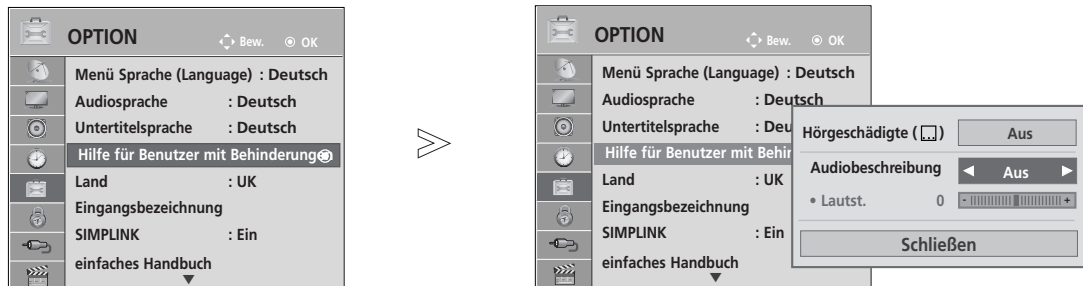 OPTION
Bew. OK
Menü Sprache (Language) : Deutsch
Audiosprache : Deutsch
Untertitelsprache : Deutsch
Hilfe für Benutzer mit Behinderung
Land : UK
Eingangsbezeichnung
SIMPLINK : Ein
einfaches Handbuch
OPTION
Bew. OK
Menü Sprache (Language) : Deutsch
Audiosprache : Deutsch
Untertitelsprache : Deu
Hilfe für Benutzer mit Behin
Land : UK
Eingangsbezeichnung
SIMPLINK : Ein
einfaches Handbuch
Hörgeschädigte ( ) Aus
Audiobeschreibung ◀ Aus ▶
• Lautst. 0 - +
Schließen